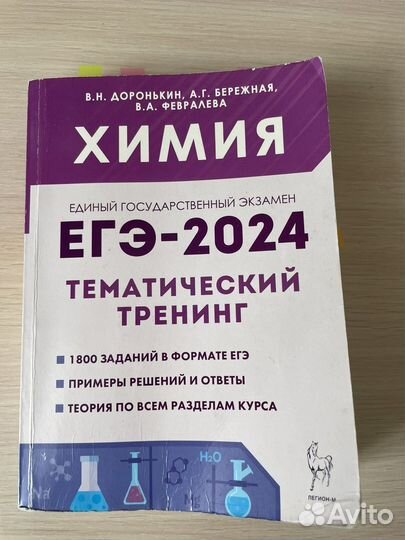 В.Н. ДОРОНЬКИН, А.Г. БЕРЕЖНАЯ,
В.А. ФЕВРАЛЕВА
ХИМИЯ
ЕДИНЫЙ ГОСУДАРСТВЕННЫЙ ЭКЗАМЕН
ЕГЭ-2024
ТЕМАТИЧЕСКИЙ
ТРЕНИНГ
1800 ЗАДАНИЙ В ФОРМАТЕ ЕГЭ
ПРИМЕРЫ РЕШЕНИЙ И ОТВЕТЫ
ТЕОРИЯ ПО ВСЕМ РАЗДЕЛАМ КУРСА
H₂O
Na
ЛЕГИОН-М
Avito